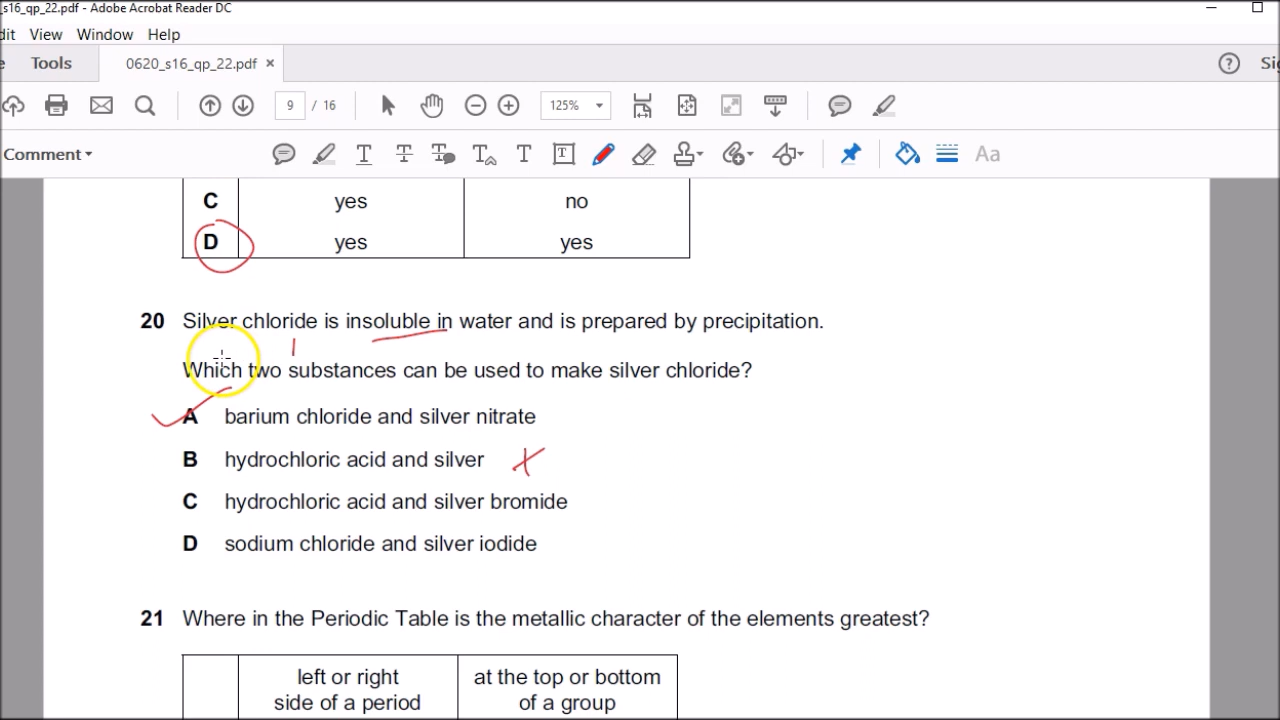 _s16_qp_22.pdf - Adobe Acrobat Reader DC
dit View Window Help
e Tools 0620_s16_qp_22.pdf × ? Sig
9 / 16 125%
Comment T T T T T T Aa
C yes no
D yes yes
20 Silver chloride is insoluble in water and is prepared by precipitation.
Which two substances can be used to make silver chloride?
A barium chloride and silver nitrate
B hydrochloric acid and silver
C hydrochloric acid and silver bromide
D sodium chloride and silver iodide
21 Where in the Periodic Table is the metallic character of the elements greatest?
left or right at the top or bottom
side of a period of a group